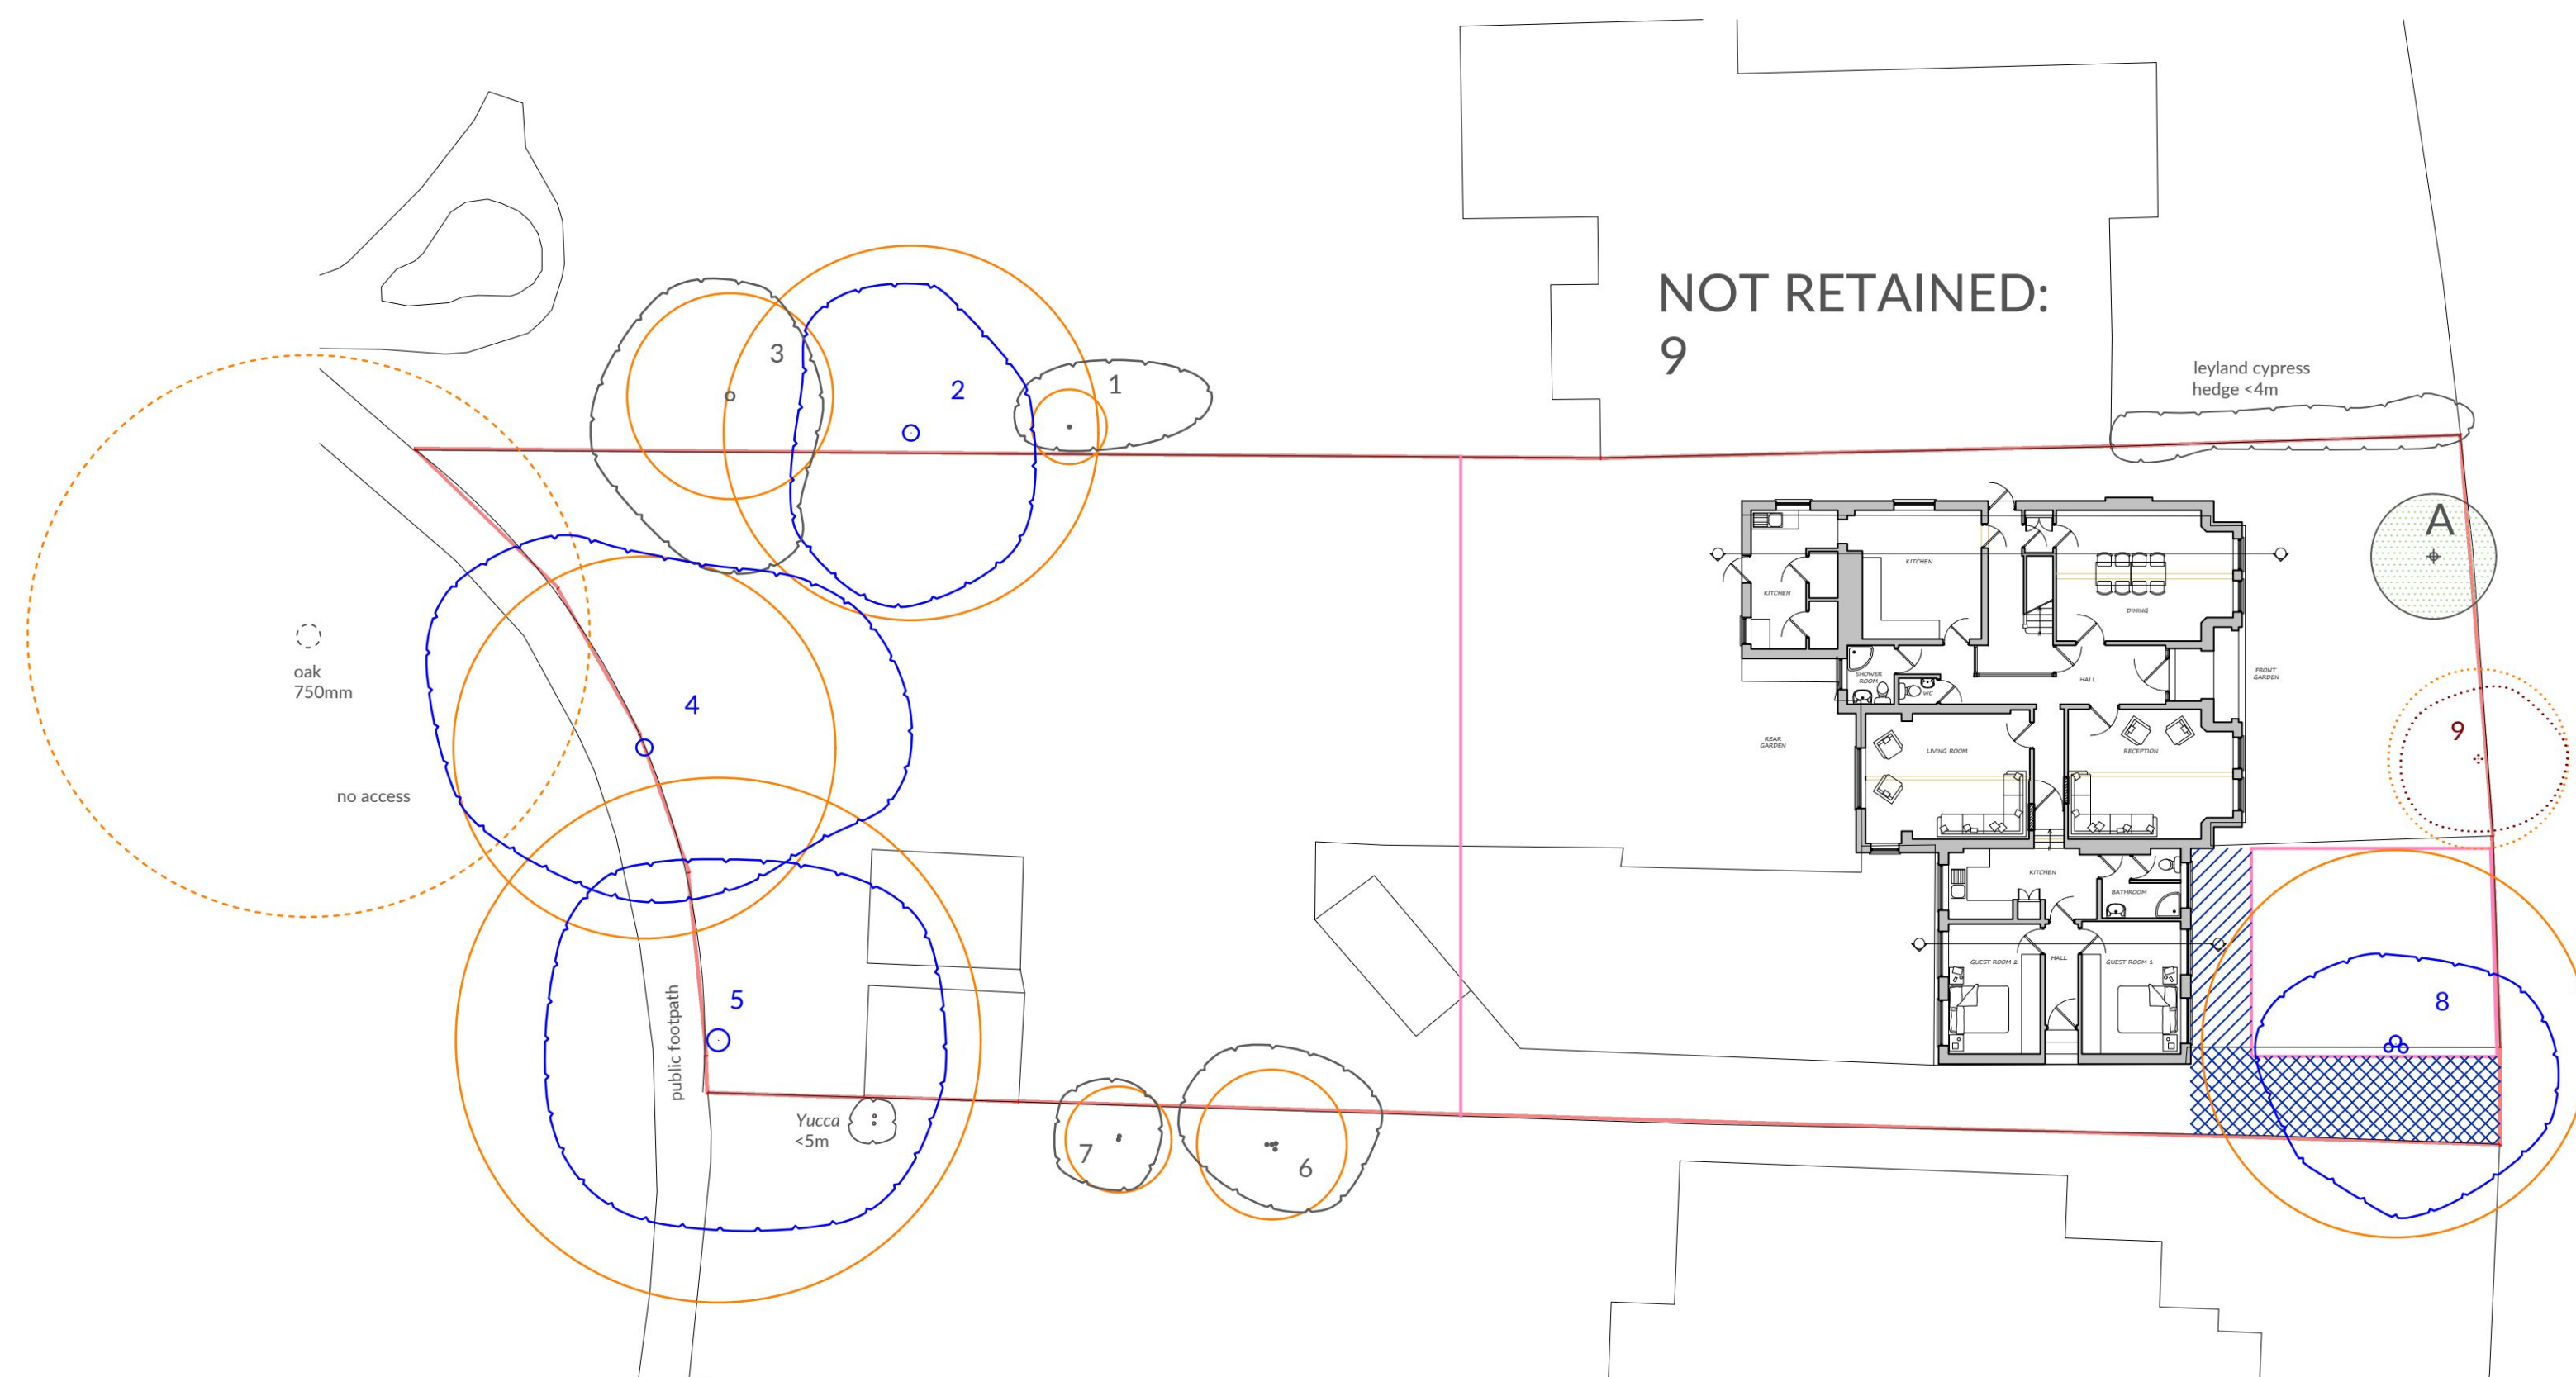 NOT RETAINED:
9
leyland cypress
hedge <4m
3
2
1
A
KITCHEN
KITCHEN
DINING
oak
750mm
4
SHOWER
ROOM
WC
HALL
FRONT
GARDEN
9
REAR
GARDEN
LIVING ROOM
RECEPTION
no access
KITCHEN
BATHROOM
5
public footpath
GUEST ROOM 2
HALL
GUEST ROOM 1
8
Yucca
<5m
7
6